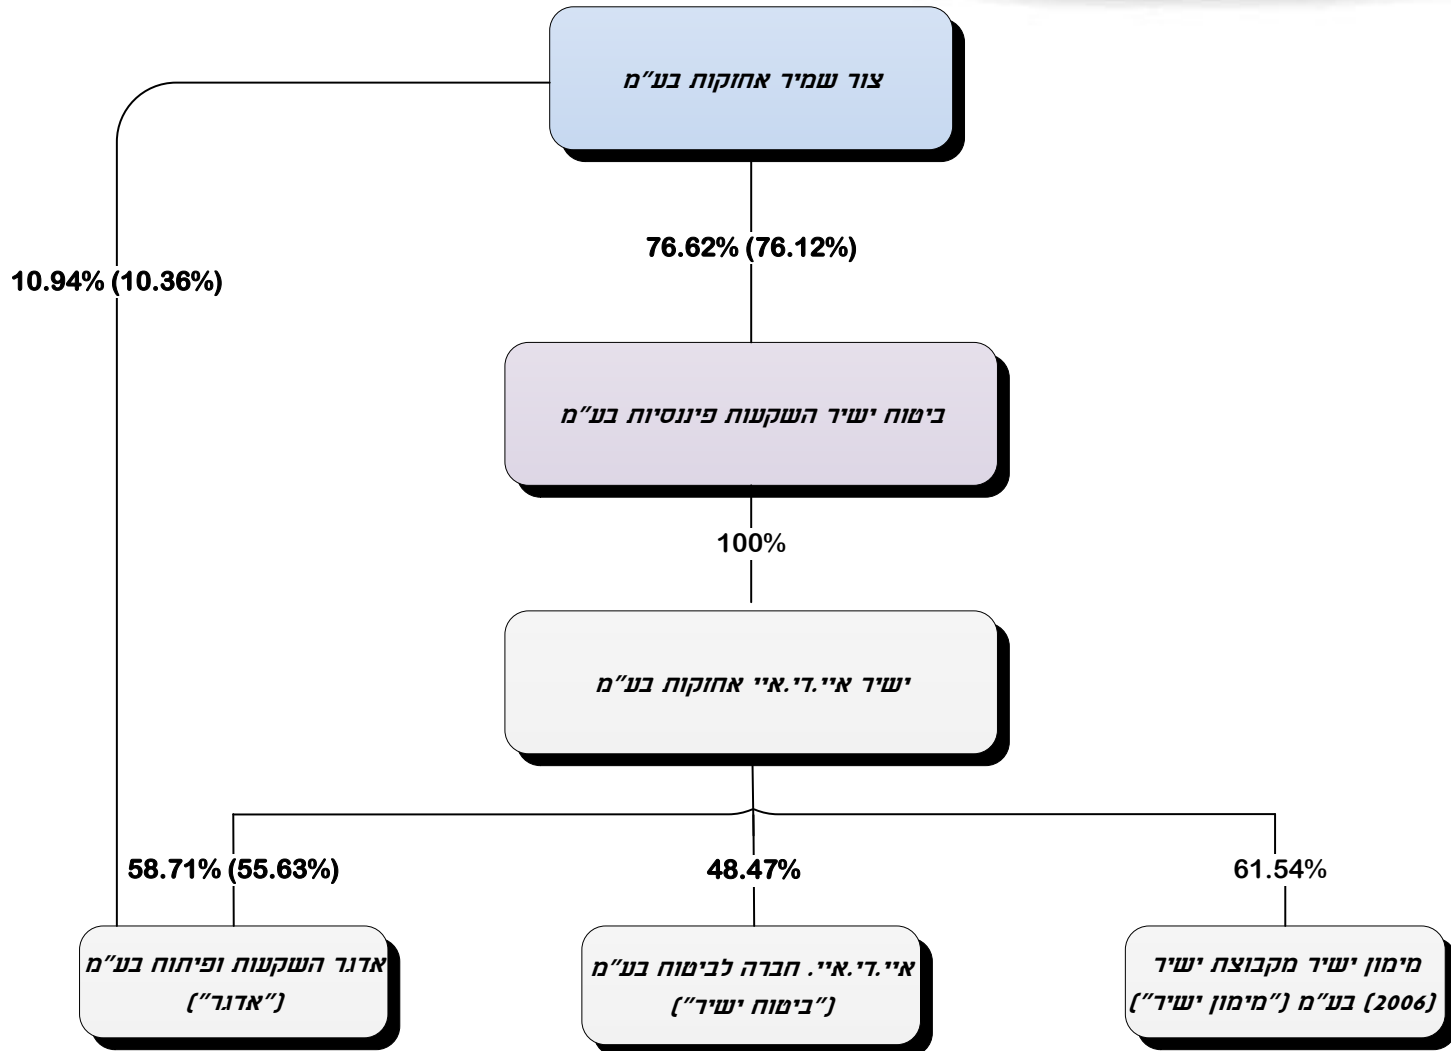 צור שמיר אחזקות בע"מ
76.62% (76.12%)
10.94% (10.36%)
ביטוח ישיר השקעות פיננסיות בע"מ
100%
ישיר איי.די.איי אחזקות בע"מ
58.71% (55.63%)
48.47%
61.54%
אדגר השקעות ופיתוח בע"מ
("אדגר")
איי.די.איי. חברה לביטוח בע"מ
("ביטוח ישיר")
מימון ישיר מקבוצת ישיר
(2006) בע"מ ("מימון ישיר")